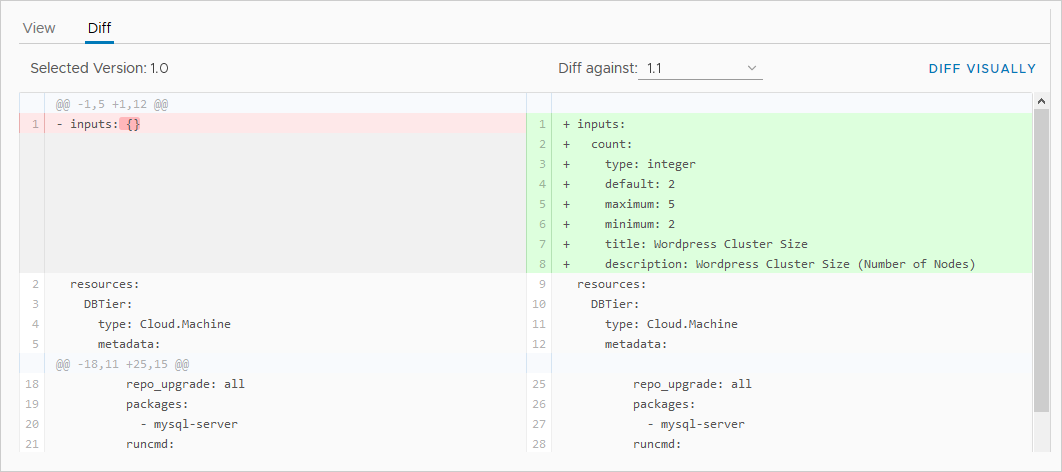 View Diff
Selected Version: 1.0 Diff against: 1.1 DIFF VISUALLY
@@ -1,5 +1,12 @@
1 - inputs: {} 1 + inputs:
2 + count:
3 + type: integer
4 + default: 2
5 + maximum: 5
6 + minimum: 2
7 + title: Wordpress Cluster Size
8 + description: Wordpress Cluster Size (Number of Nodes)
2 resources: 9 resources:
3 DBTier: 10 DBTier:
4 type: Cloud.Machine 11 type: Cloud.Machine
5 metadata: 12 metadata:
@@ -18,11 +25,15 @@
18 repo_upgrade: all 25 repo_upgrade: all
19 packages: 26 packages:
20 - mysql-server 27 - mysql-server
21 runcmd: 28 runcmd: